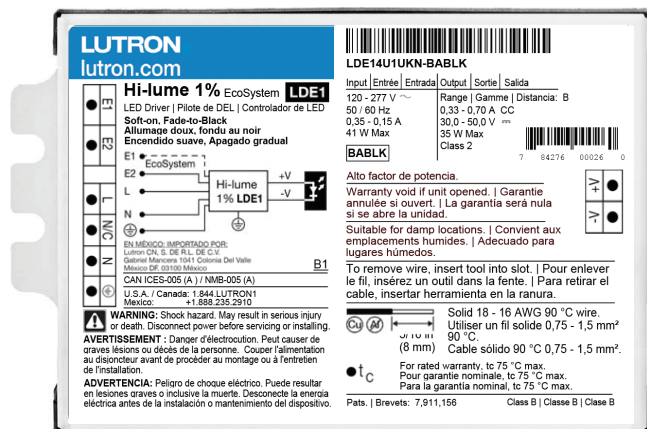 LUTRON
lutron.com
Hi-lume 1% EcoSystem LDE1
LED Driver | Pilote de DEL | Controlador de LED
Soft-on, Fade-to-Black
Allumage doux, fondu au noir
Encendido suave, Apagado gradual
E1
E2
L
N/C
N
E1
EcoSystem
E2
L
N
Hi-lume
1% LDE1
+V
-V
EN MÉXICO: IMPORTADO POR:
Lutron CN, S. DE R.L. DE C.V.
Gabriel Mancera 1041 Colonia Del Valle
México DF, 03100 México
B1
CAN ICES-005 (A ) / NMB-005 (A)
U.S.A. / Canada: 1.844.LUTRON1
Mexico: +1.888.235.2910
WARNING: Shock hazard. May result in serious injury
or death. Disconnect power before servicing or installing.
AVERTISSEMENT : Danger d'électrocution. Peut causer de
graves lésions ou décès de la personne. Couper l'alimentation
au disjoncteur avant de procéder au montage ou à l'entretien
de l'installation.
ADVERTENCIA: Peligro de choque eléctrico. Puede resultar
en lesiones graves o inclusive la muerte. Desconecte la energía
eléctrica antes de la instalación o mantenimiento del dispositivo.
LDE14U1UKN-BABLK
Input | Entrée | Entrada
120 - 277 V ~
50 / 60 Hz
0,35 - 0,15 A
41 W Max
BABLK
Output | Sortie | Salida
Range | Gamme | Distancia: B
0,33 - 0,70 A CC
30,0 - 50,0 V ⎓
35 W Max
Class 2
7 84276 00026 0
Alto factor de potencia.
Warranty void if unit opened. | Garantie
annulée si ouvert. | La garantía será nula
si se abre la unidad.
+V
-V
Suitable for damp locations. | Convient aux
emplacements humides. | Adecuado para
lugares húmedos.
To remove wire, insert tool into slot. | Pour enlever
le fil, insérez un outil dans la fente. | Para retirar el
cable, insertar herramienta en la ranura.
Cu
5/16 in
(8 mm)
Solid 18 - 16 AWG 90 °C wire.
Utiliser un fil solide 0,75 - 1,5 mm²
90 °C.
Cable sólido 90 °C 0,75 - 1,5 mm².
tc
For rated warranty, tc 75 °C max.
Pour garantie nominale, tc 75 °C max.
Para la garantía nominal, tc 75 °C max.
Pats. | Brevets: 7,911,156
Class B | Classe B | Clase B